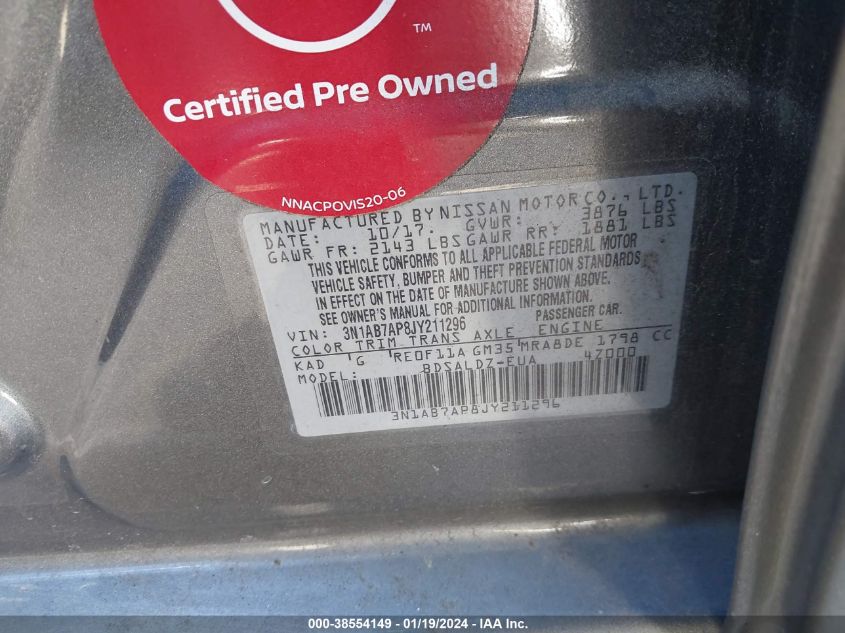 TM
Certified Pre Owned
NNACPOVIS20-06
MANUFACTURED BY NISSAN MOTOR CO., LTD.
DATE: 10/17. GVWR: 3876 LBS
GAWR FR: 2143 LBS GAWR RR: 1881 LBS
THIS VEHICLE CONFORMS TO ALL APPLICABLE FEDERAL MOTOR
VEHICLE SAFETY, BUMPER AND THEFT PREVENTION STANDARDS
IN EFFECT ON THE DATE OF MANUFACTURE SHOWN ABOVE.
SEE OWNER'S MANUAL FOR ADDITIONAL INFORMATION.
VIN: 3N1AB7AP8JY211296 PASSENGER CAR.
COLOR TRIM TRANS AXLE ENGINE
KAD G RE0F11A GM35 MRA8DE 1798 CC
MODEL: BDSALDZ-EUA 47000
3N1AB7AP8JY211296
000-38554149 - 01/19/2024 - IAA, Inc.